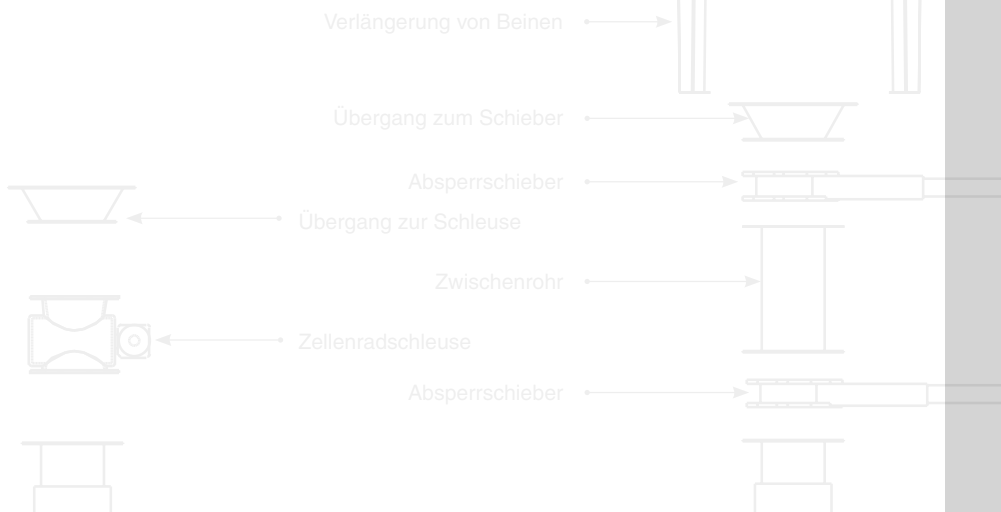 Verlängerung von Beinen
Übergang zum Schieber
Absperrschieber
Übergang zur Schleuse
Zwischenrohr
Zellenradschleuse
Absperrschieber